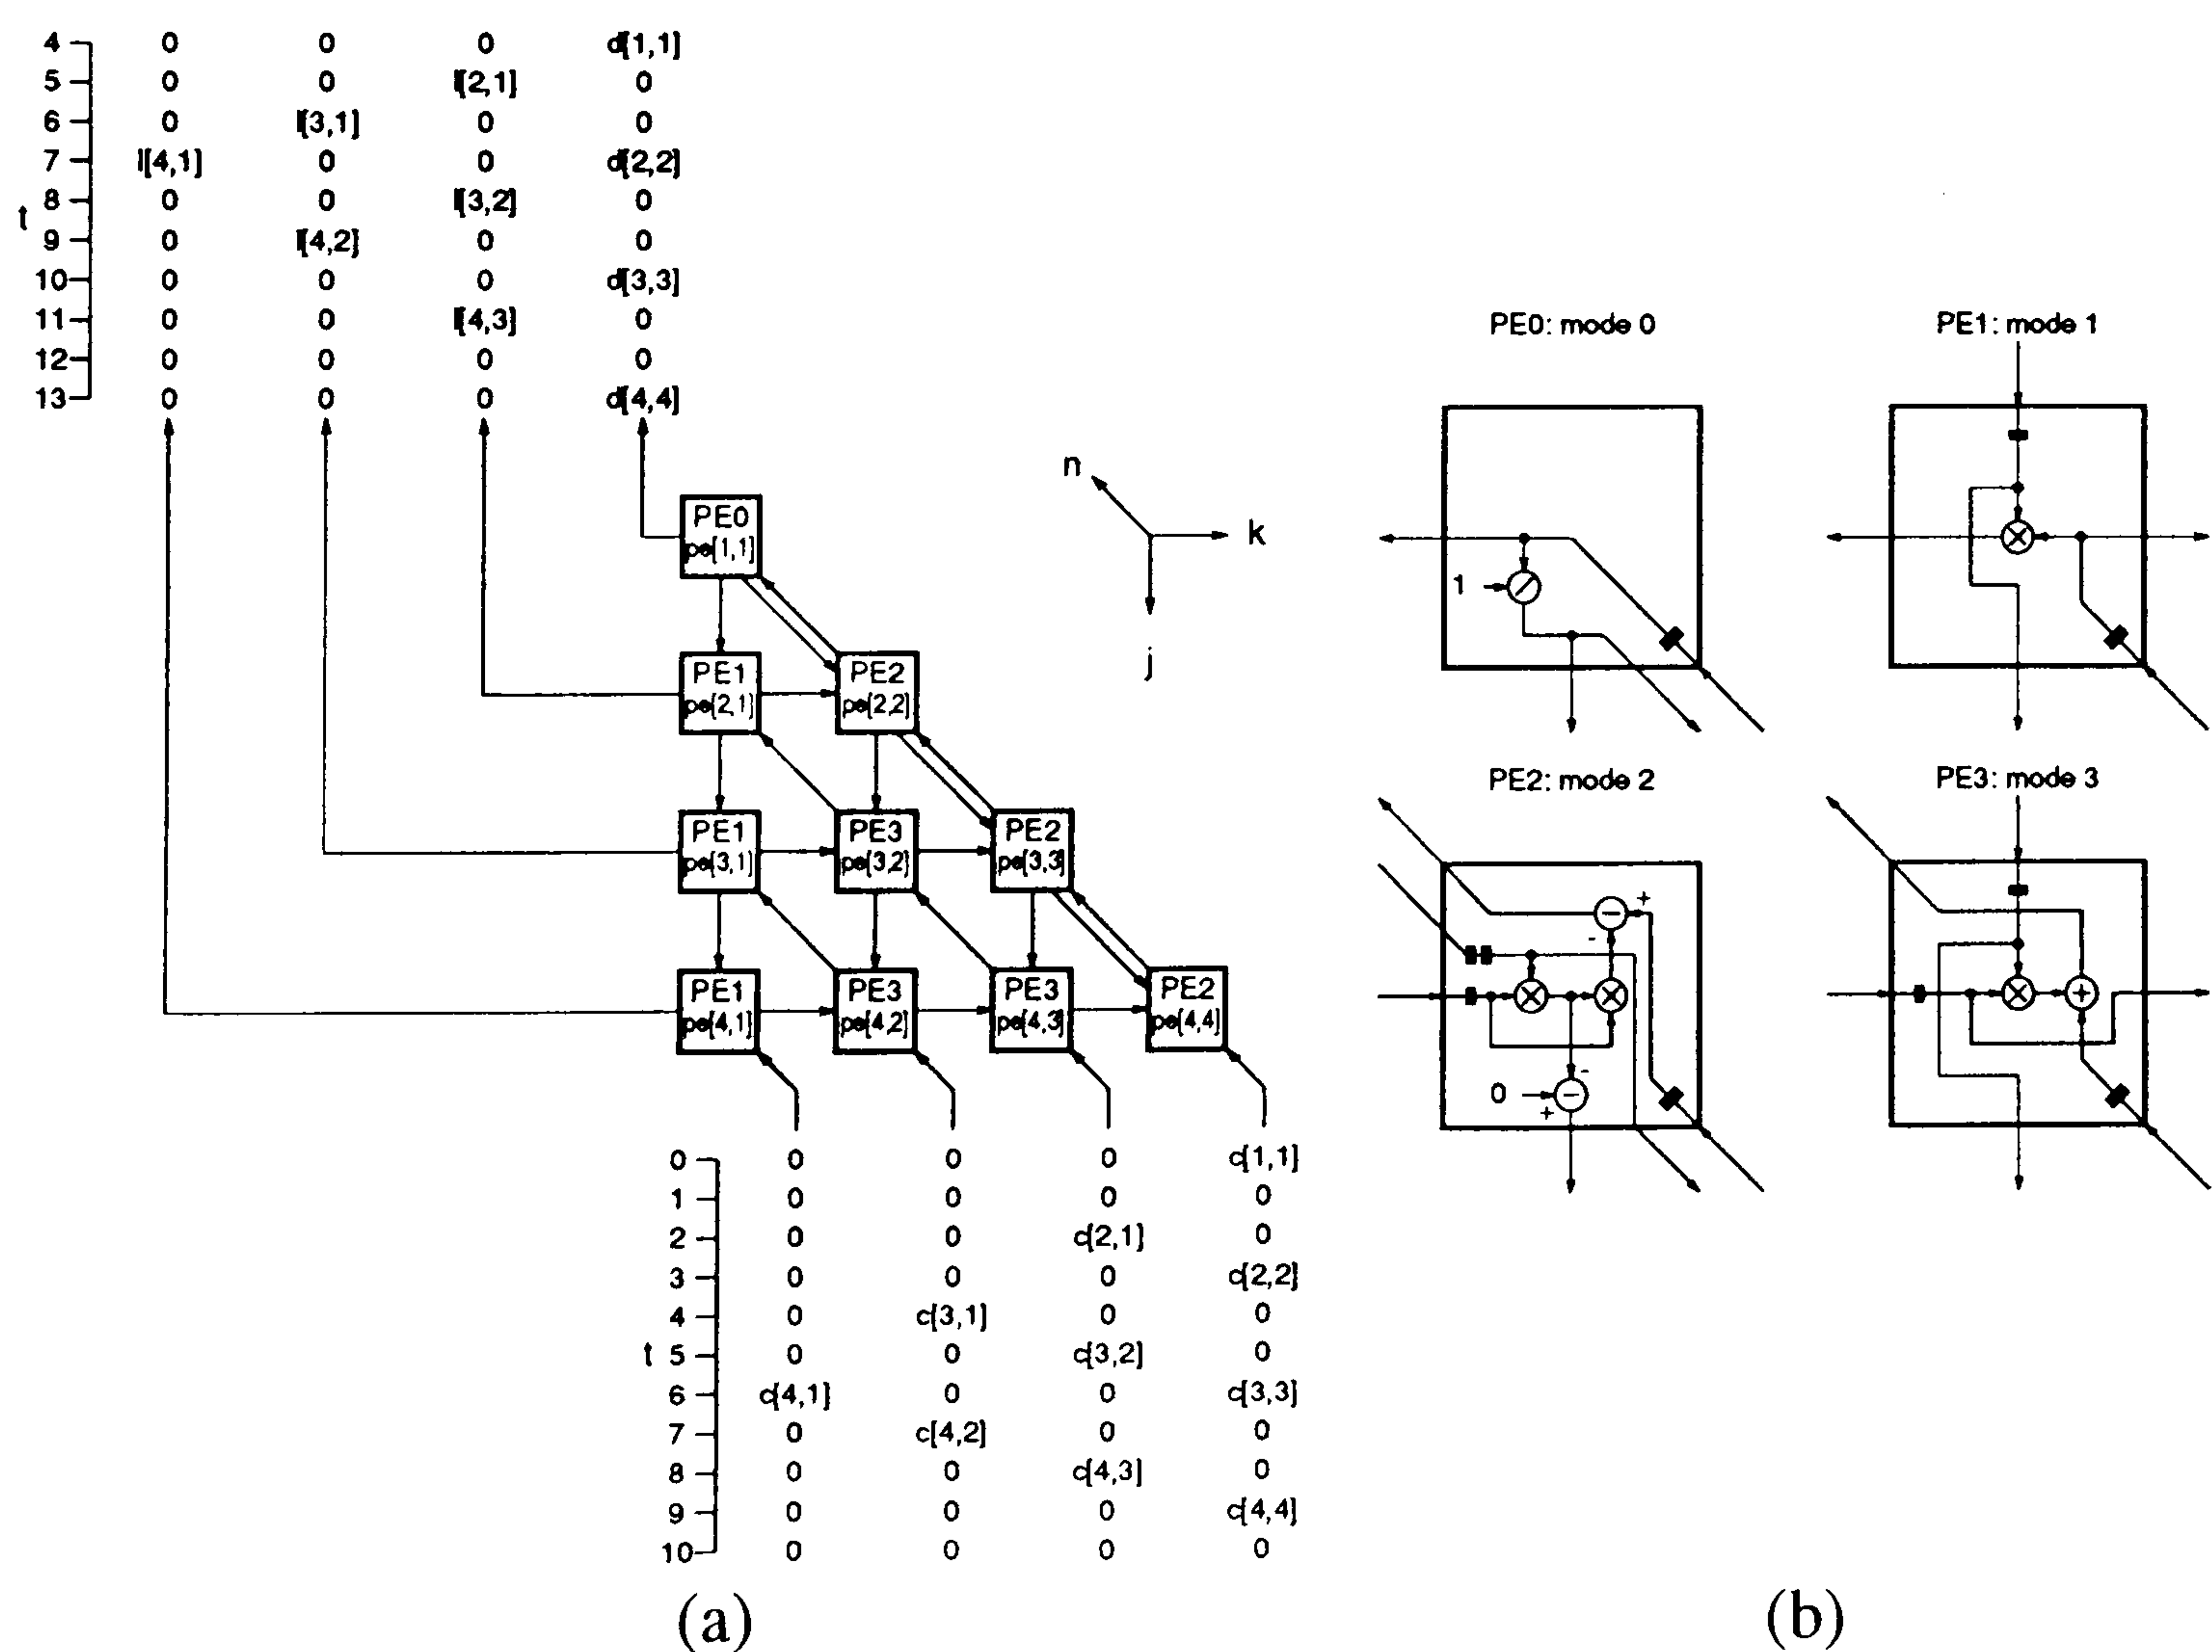 4 0 0 0 d[1,1]
5 0 0 l[2,1] 0
6 0 l[3,1] 0 0
7 l[4,1] 0 0 d[2,2]
8 0 0 l[3,2] 0
t
9 0 l[4,2] 0 0
10 0 0 0 d[3,3]
11 0 0 l[4,3] 0
12 0 0 0 0
13 0 0 0 d[4,4]
n
k
j
PE0
pe[1,1]
PE1 PE2
pe[2,1] pe[2,2]
PE1 PE3 PE2
pe[3,1] pe[3,2] pe[3,3]
PE1 PE3 PE3 PE2
pe[4,1] pe[4,2] pe[4,3] pe[4,4]
0 0 0 0 c[1,1]
1 0 0 0 0
2 0 0 c[2,1] 0
3 0 0 0 c[2,2]
4 0 c[3,1] 0 0
t 5 0 0 c[3,2] 0
6 c[4,1] 0 0 c[3,3]
7 0 c[4,2] 0 0
8 0 0 c[4,3] 0
9 0 0 0 c[4,4]
10 0 0 0 0
(a)
PE0: mode 0
1
PE1: mode 1
PE2: mode 2
+
-
-
0
+
PE3: mode 3
(b)